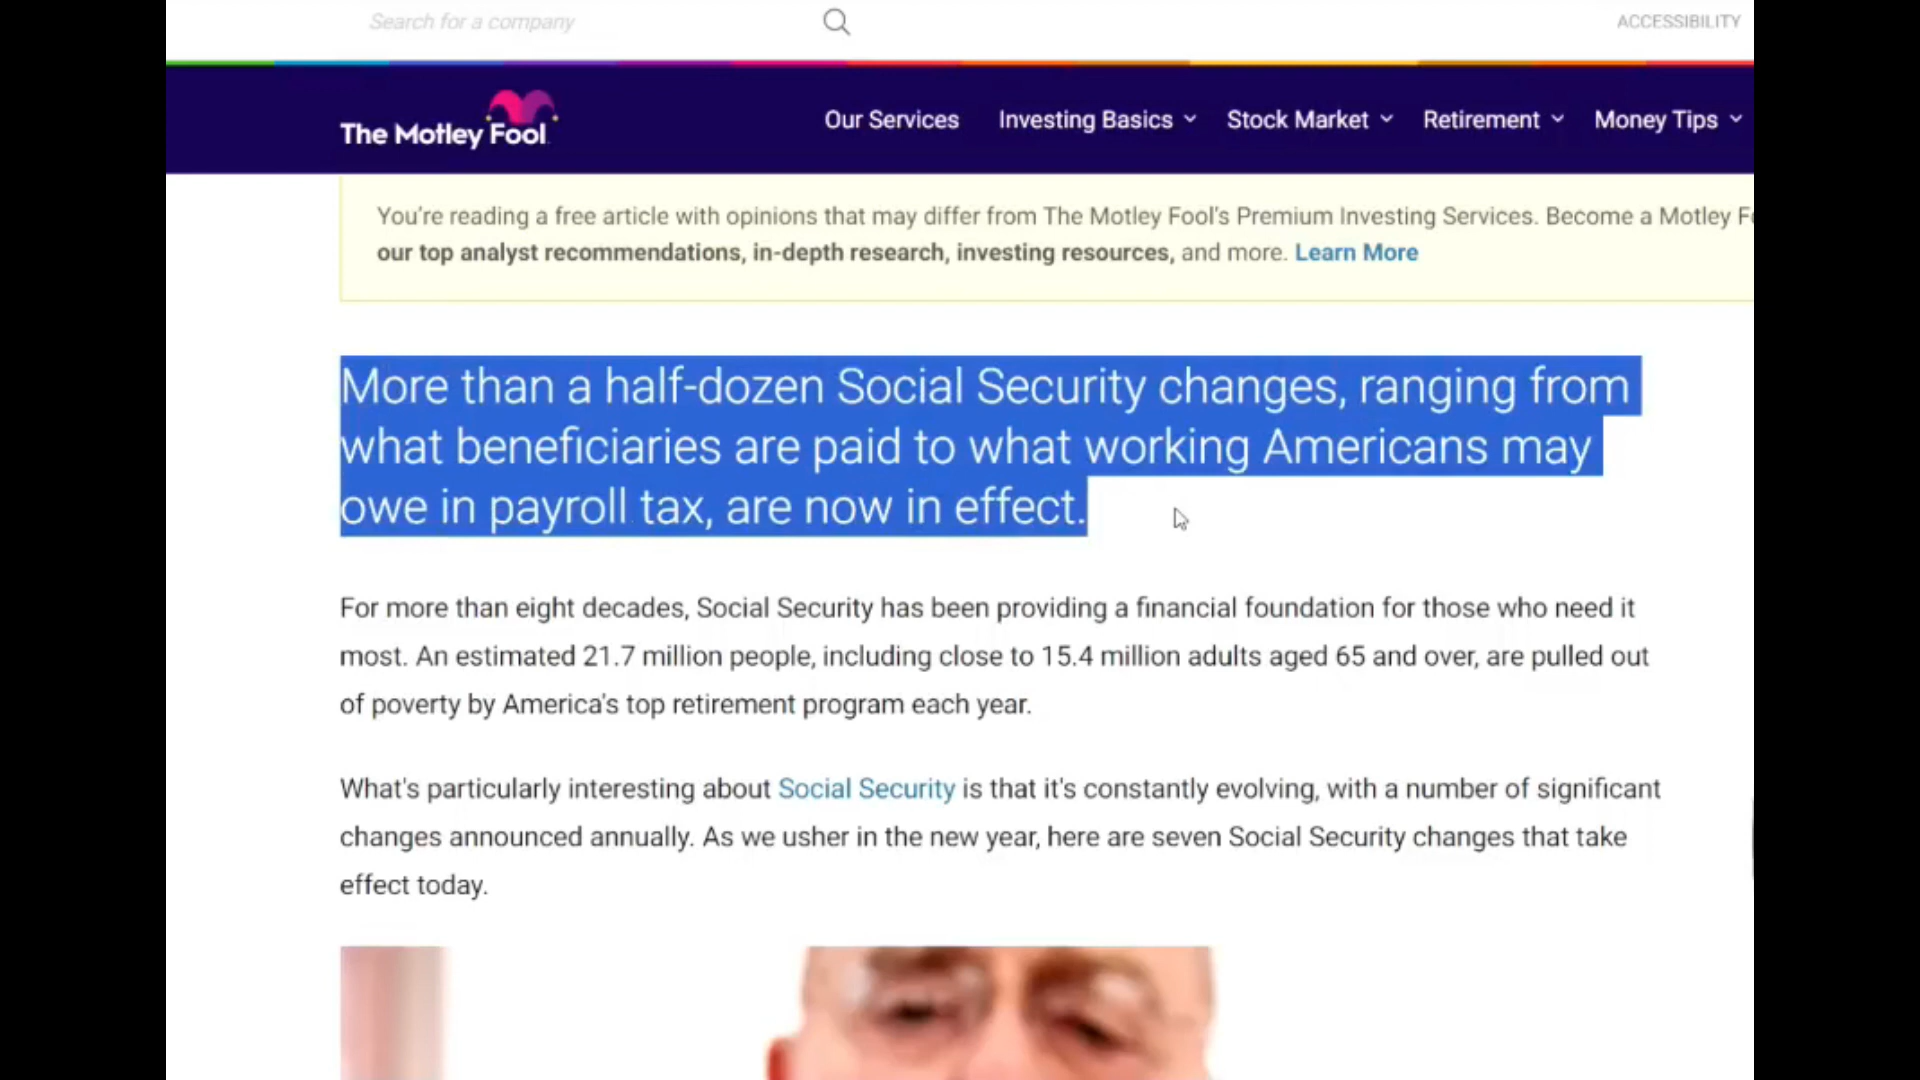 Search for a company
ACCESSIBILITY
The Motley Fool
Our Services Investing Basics Stock Market Retirement Money Tips
You're reading a free article with opinions that may differ from The Motley Fool's Premium Investing Services. Become a Motley
our top analyst recommendations, in-depth research, investing resources, and more. Learn More
More than a half-dozen Social Security changes, ranging from
what beneficiaries are paid to what working Americans may
owe in payroll tax, are now in effect.
For more than eight decades, Social Security has been providing a financial foundation for those who need it
most. An estimated 21.7 million people, including close to 15.4 million adults aged 65 and over, are pulled out
of poverty by America's top retirement program each year.
What's particularly interesting about Social Security is that it's constantly evolving, with a number of significant
changes announced annually. As we usher in the new year, here are seven Social Security changes that take
effect today.